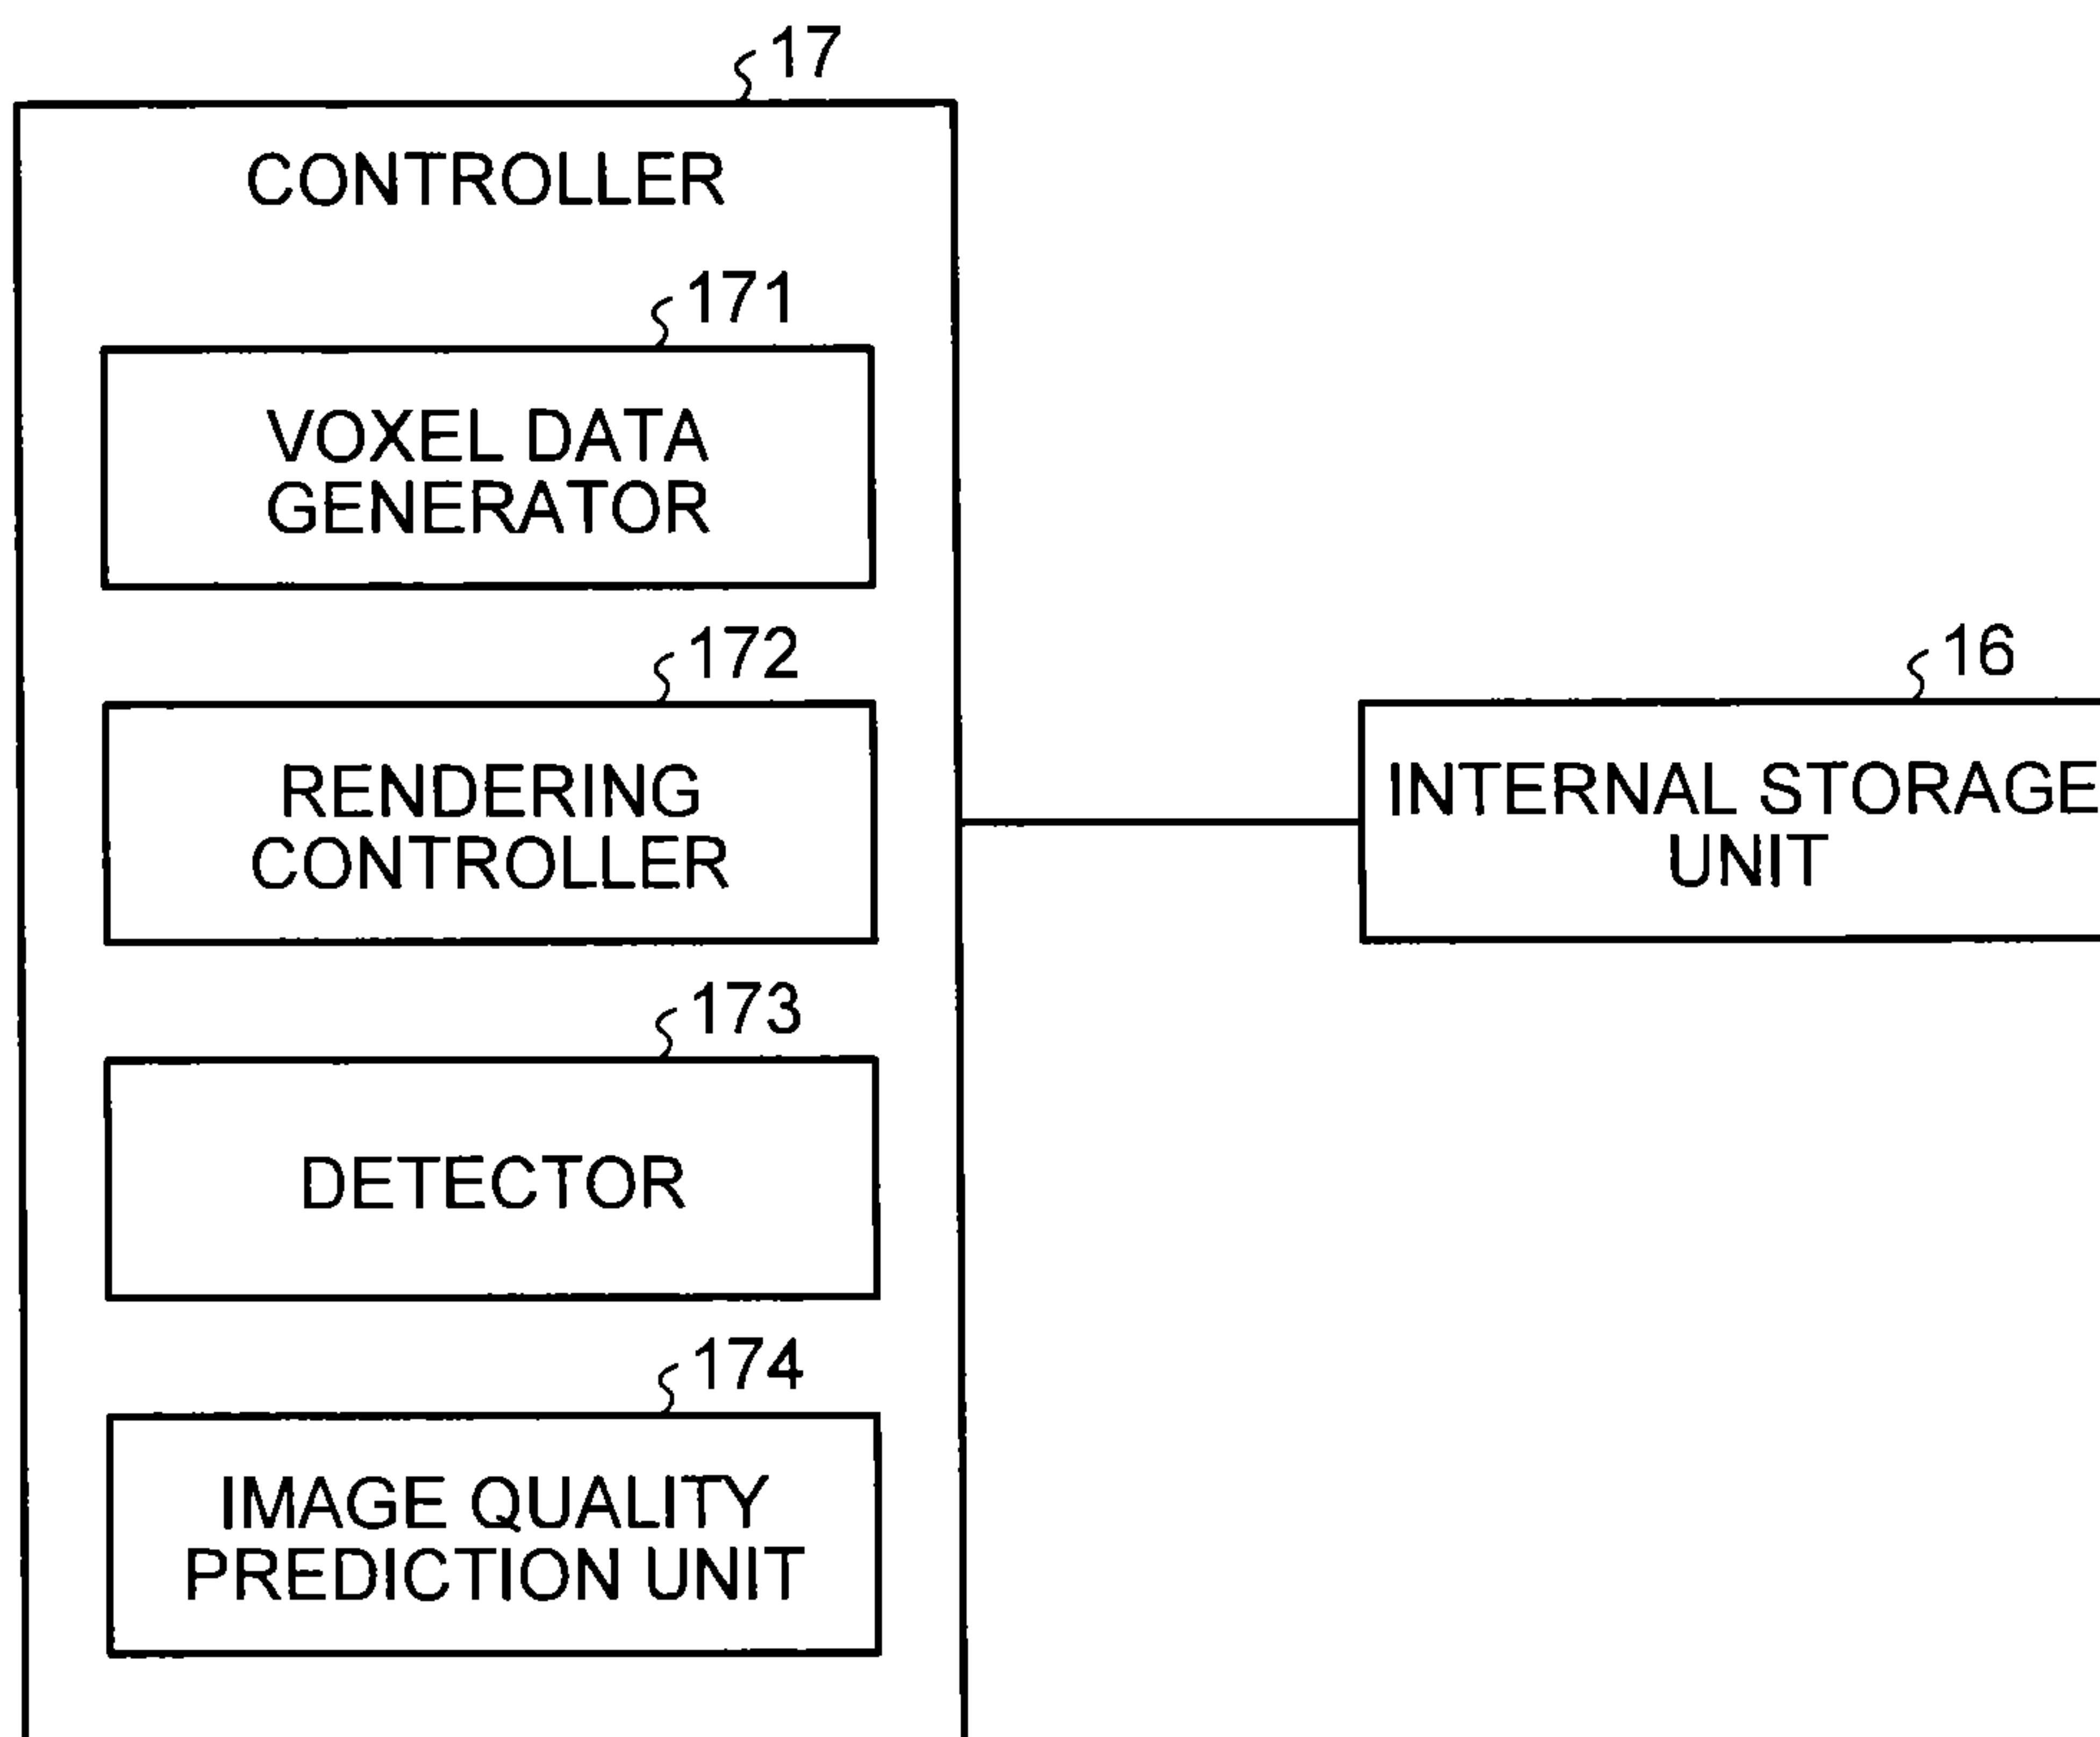 17
CONTROLLER
171
VOXEL DATA
GENERATOR
172
RENDERING
CONTROLLER
173
DETECTOR
174
IMAGE QUALITY
PREDICTION UNIT
16
INTERNAL STORAGE
UNIT